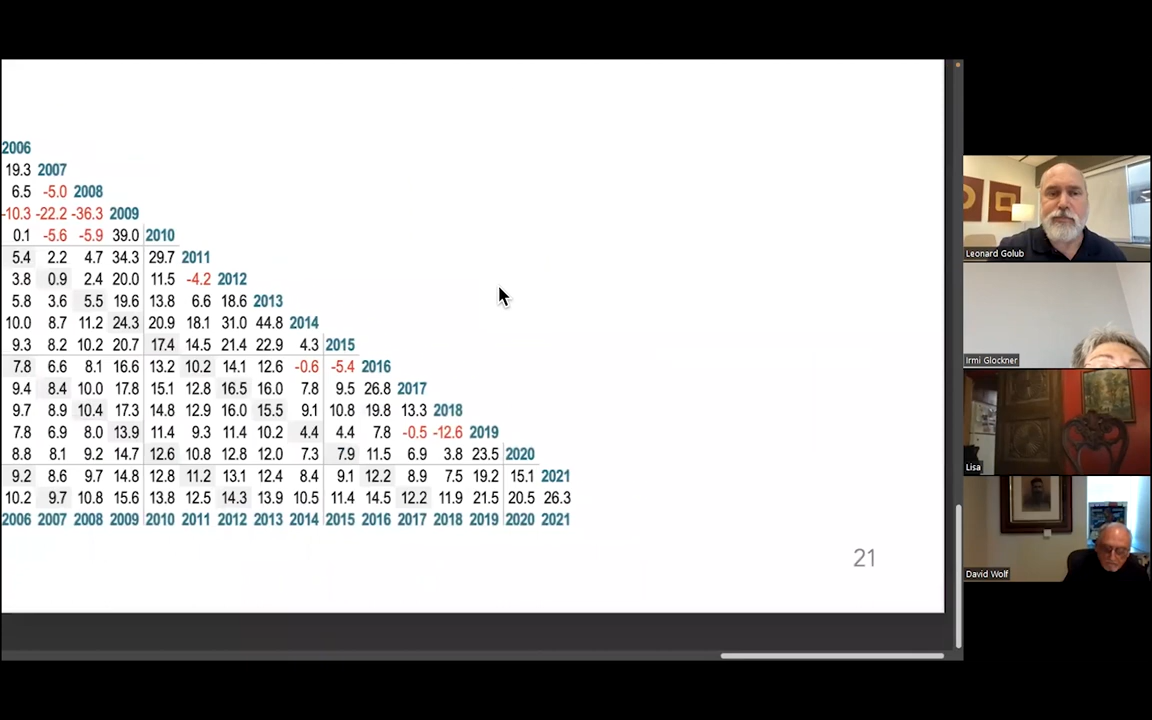 2006
19.3 2007
6.5 -5.0 2008
-10.3 -22.2 -36.3 2009
0.1 -5.6 -5.9 39.0 2010
5.4 2.2 4.7 34.3 29.7 2011
3.8 0.9 2.4 20.0 11.5 -4.2 2012
5.8 3.6 5.5 19.6 13.8 6.6 18.6 2013
10.0 8.7 11.2 24.3 20.9 18.1 31.0 44.8 2014
9.3 8.2 10.2 20.7 17.4 14.5 21.4 22.9 4.3 2015
7.8 6.6 8.1 16.6 13.2 10.2 14.1 12.6 -0.6 -5.4 2016
9.4 8.4 10.0 17.8 15.1 12.8 16.5 16.0 7.8 9.5 26.8 2017
9.7 8.9 10.4 17.3 14.8 12.9 16.0 15.5 9.1 10.8 19.8 13.3 2018
7.8 6.9 8.0 13.9 11.4 9.3 11.4 10.2 4.4 4.4 7.8 -0.5 -12.6 2019
8.8 8.1 9.2 14.7 12.6 10.8 12.8 12.0 7.3 7.9 11.5 6.9 3.8 23.5 2020
9.2 8.6 9.7 14.8 12.8 11.2 13.1 12.4 8.4 9.1 12.2 8.9 7.5 19.2 15.1 2021
10.2 9.7 10.8 15.6 13.8 12.5 14.3 13.9 10.5 11.4 14.5 12.2 11.9 21.5 20.5 26.3
2006 2007 2008 2009 2010 2011 2012 2013 2014 2015 2016 2017 2018 2019 2020 2021
21
Leonard Golub
Irmi Glockner
Lisa
David Wolf